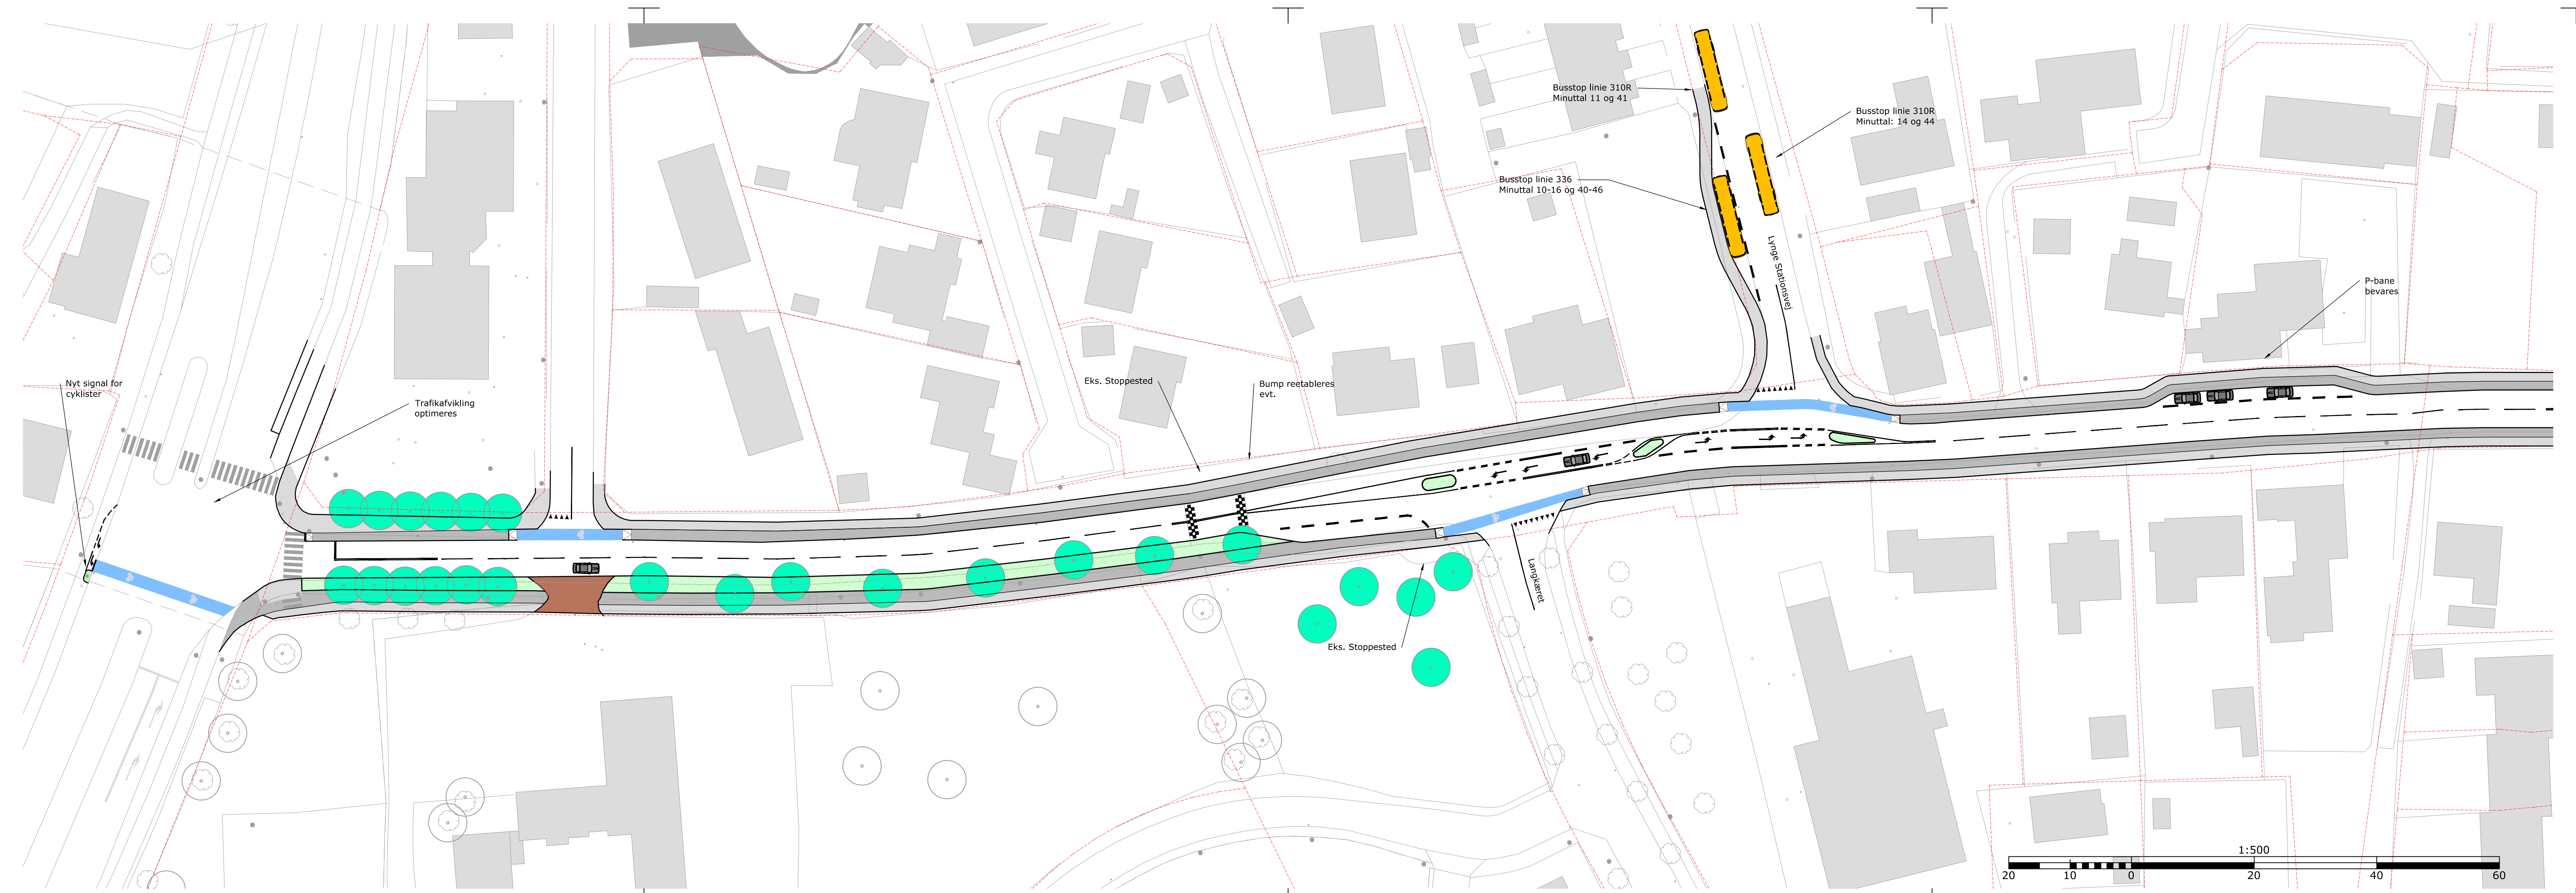 Busstop linie 310R
Minuttal 11 og 41
Busstop linie 310R
Minuttal: 14 og 44
Busstop linie 336
Minuttal 10-16 og 40-46
Lynge Stationsvej
P-bane
bevares
Nyt signal for
cyklister
Trafikafvikling
optimeres
Eks. Stoppested
Bump reetableres
evt.
Langkæret
Eks. Stoppested
1:500
20 10 0 20 40 60